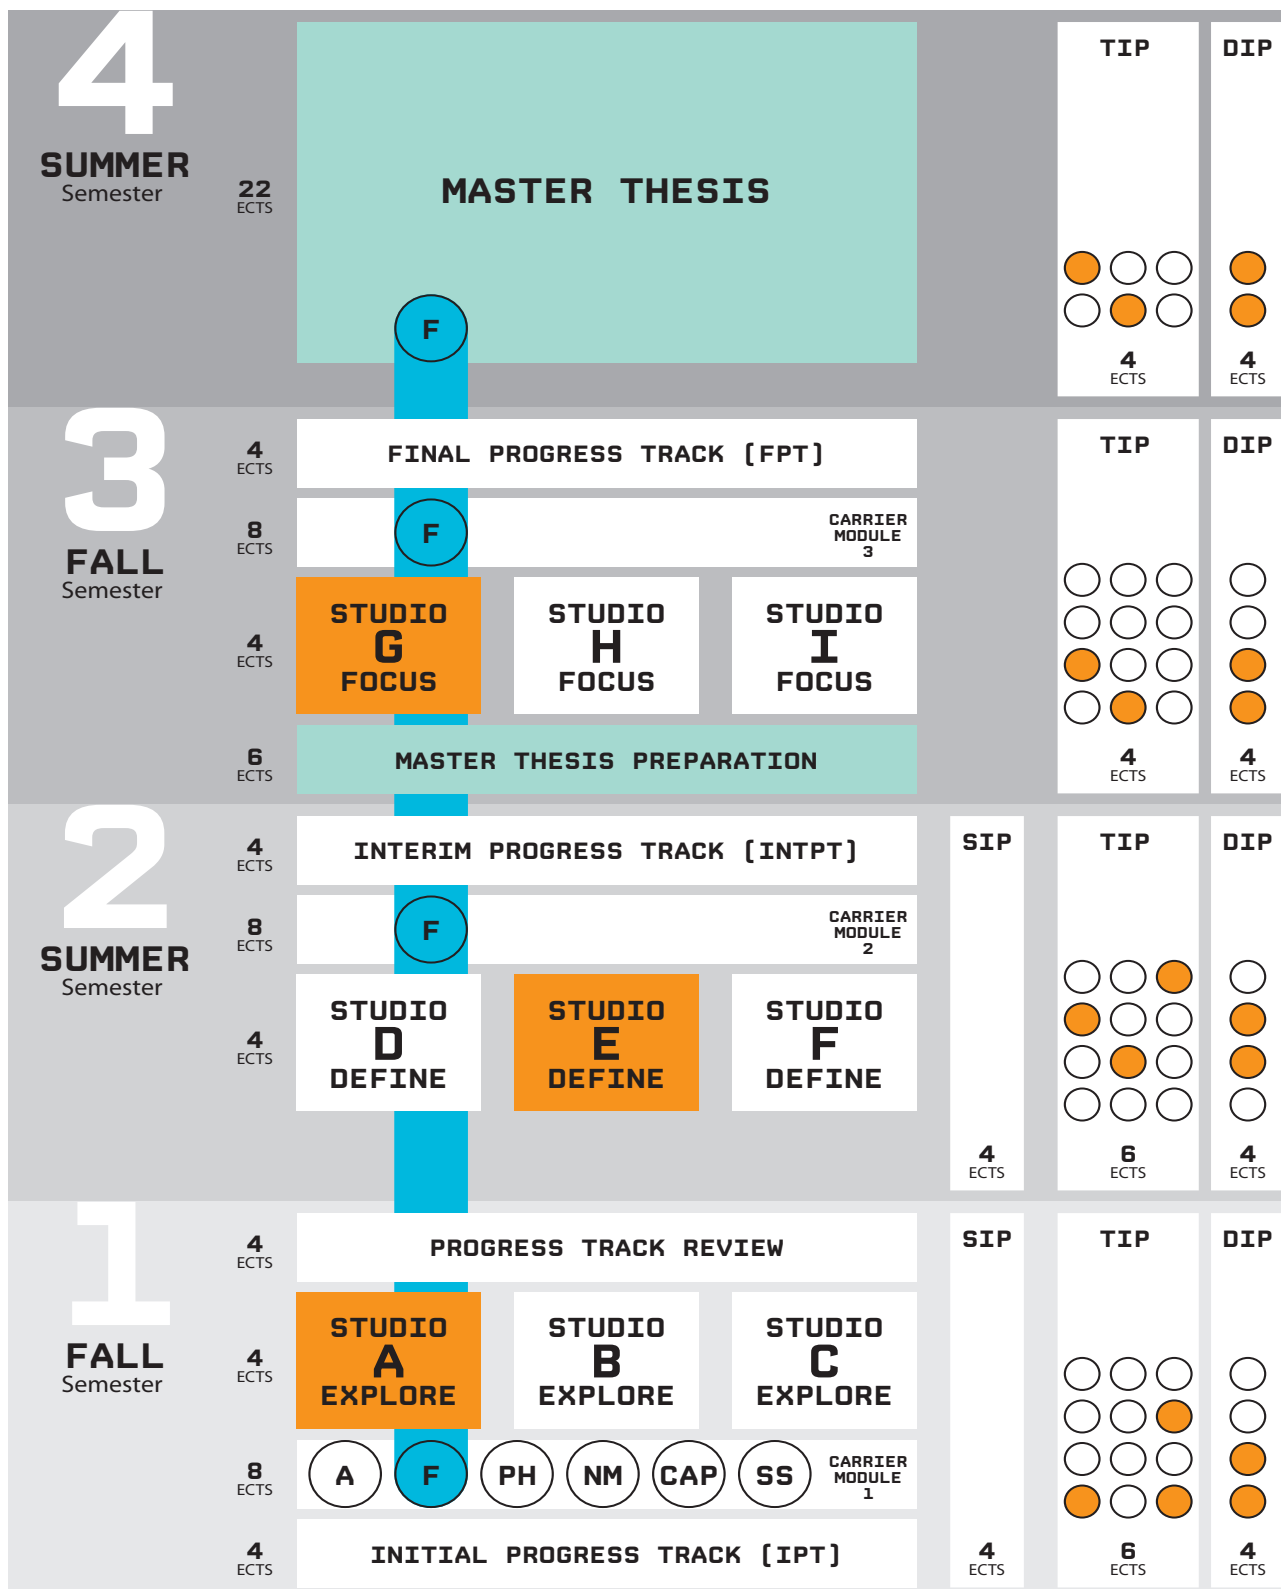 4
SUMMER
Semester
22
ECTS
MASTER THESIS
F
TIP
4
ECTS
DIP
4
ECTS
3
FALL
Semester
4
ECTS
FINAL PROGRESS TRACK (FPT)
8
ECTS
F
CARRIER
MODULE
3
4
ECTS
STUDIO
G
FOCUS
STUDIO
H
FOCUS
STUDIO
I
FOCUS
6
ECTS
MASTER THESIS PREPARATION
TIP
4
ECTS
DIP
4
ECTS
2
SUMMER
Semester
4
ECTS
INTERIM PROGRESS TRACK (INTPT)
8
ECTS
F
CARRIER
MODULE
2
4
ECTS
STUDIO
D
DEFINE
STUDIO
E
DEFINE
STUDIO
F
DEFINE
SIP
4
ECTS
TIP
6
ECTS
DIP
4
ECTS
1
FALL
Semester
4
ECTS
PROGRESS TRACK REVIEW
4
ECTS
STUDIO
A
EXPLORE
STUDIO
B
EXPLORE
STUDIO
C
EXPLORE
8
ECTS
A F PH NM CAP SS
CARRIER
MODULE
1
4
ECTS
INITIAL PROGRESS TRACK (IPT)
SIP
4
ECTS
TIP
6
ECTS
DIP
4
ECTS